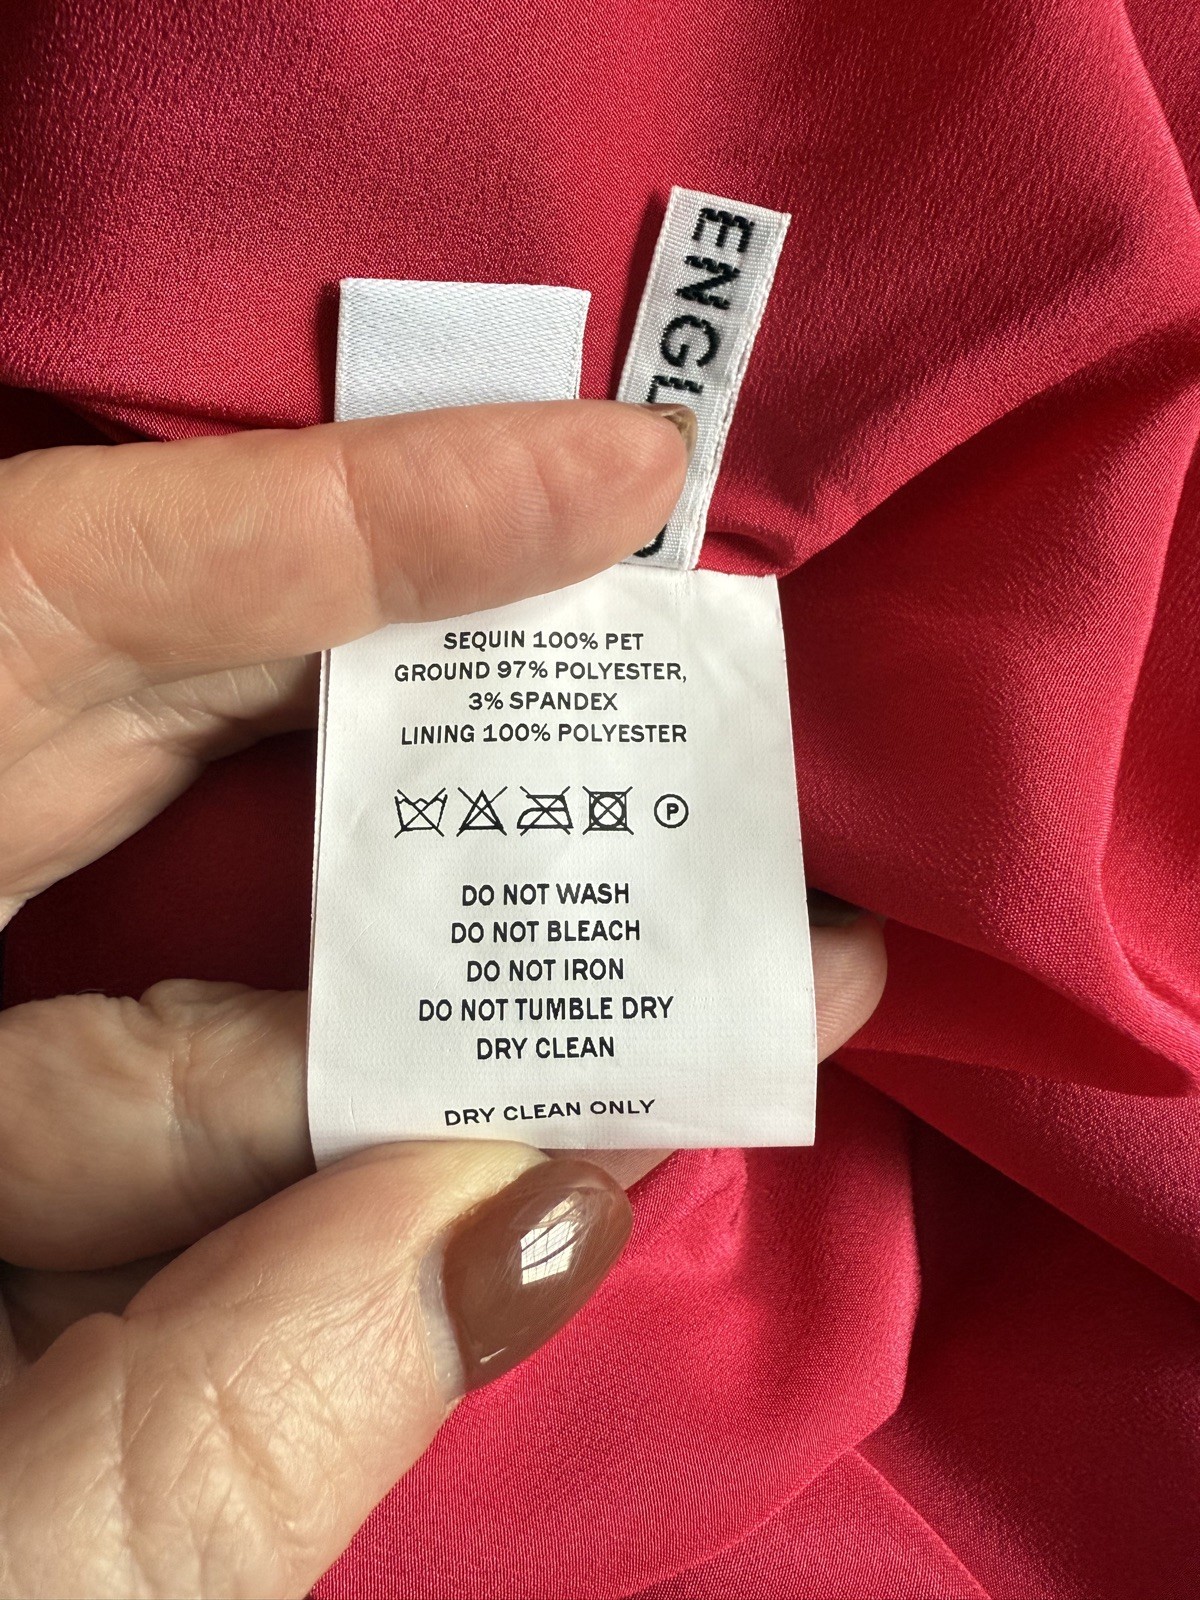 ENGL
SEQUIN 100% PET
GROUND 97% POLYESTER,
3% SPANDEX
LINING 100% POLYESTER
P
DO NOT WASH
DO NOT BLEACH
DO NOT IRON
DO NOT TUMBLE DRY
DRY CLEAN
DRY CLEAN ONLY